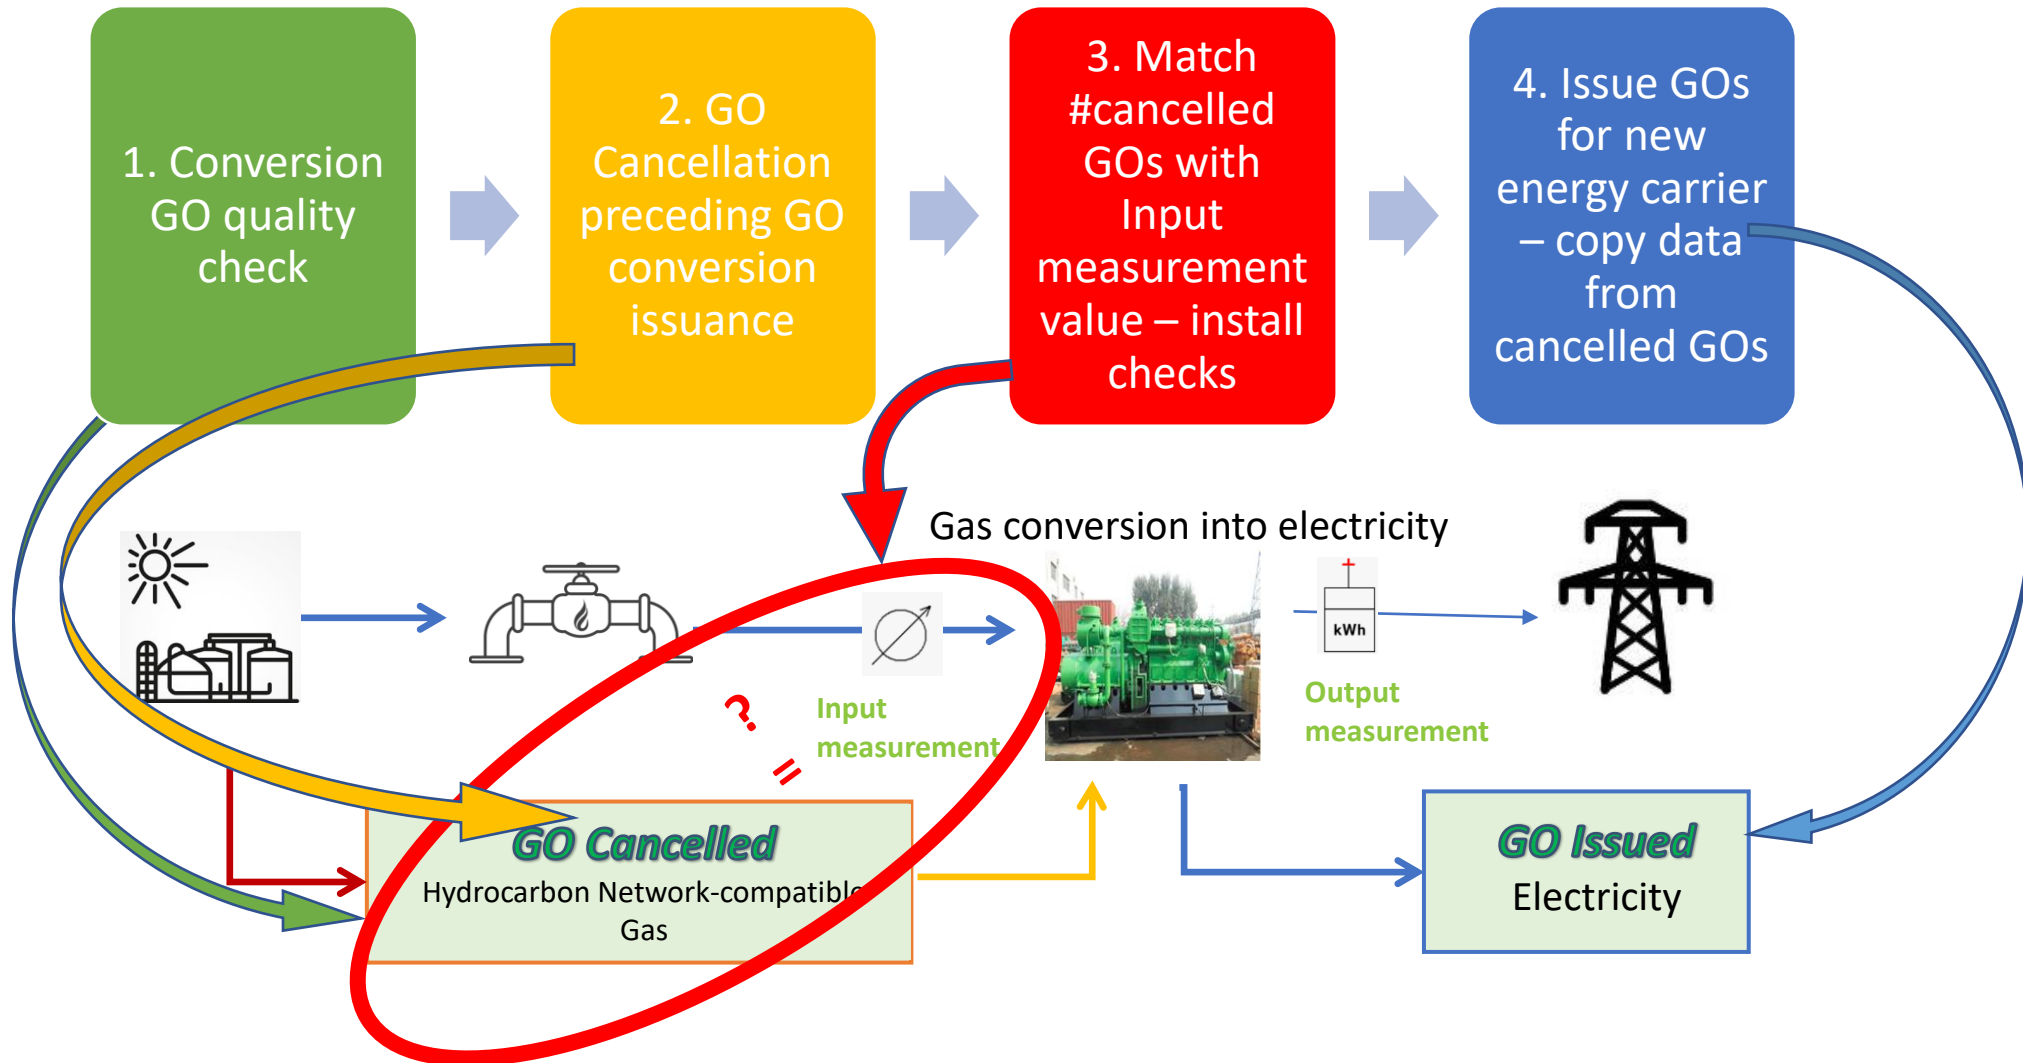 1. Conversion
GO quality
check
2. GO
Cancellation
preceding GO
conversion
issuance
3. Match
#cancelled
GOs with
Input
measurement
value – install
checks
4. Issue GOs
for new
energy carrier
– copy data
from
cancelled GOs
Gas conversion into electricity
kWh
Input
measurement
Output
measurement
?
=
GO Cancelled
Hydrocarbon Network-compatible
Gas
GO Issued
Electricity